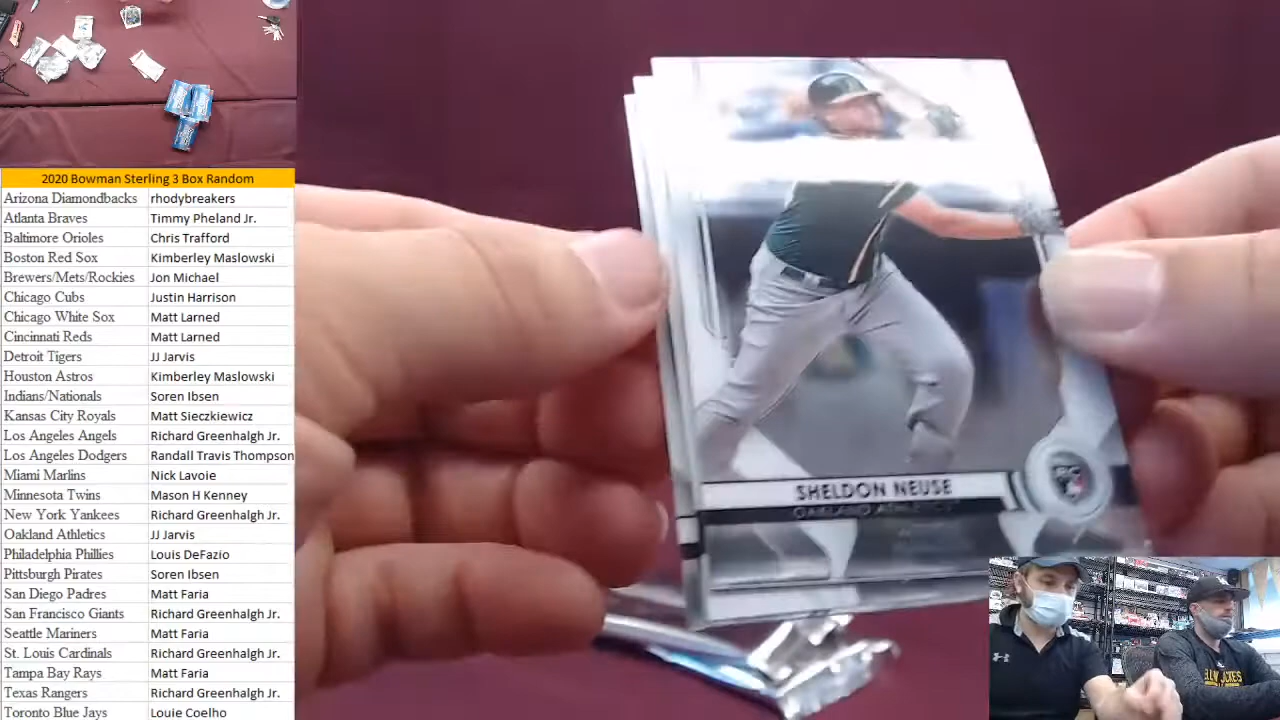 2020 Bowman Sterling 3 Box Random
Arizona Diamondbacks rhodybreakers
Atlanta Braves Timmy Pheland Jr.
Baltimore Orioles Chris Trafford
Boston Red Sox Kimberley Maslowski
Brewers/Mets/Rockies Jon Michael
Chicago Cubs Justin Harrison
Chicago White Sox Matt Larned
Cincinnati Reds Matt Larned
Detroit Tigers JJ Jarvis
Houston Astros Kimberley Maslowski
Indians/Nationals Soren Ibsen
Kansas City Royals Matt Sieczkiewicz
Los Angeles Angels Richard Greenhalgh Jr.
Los Angeles Dodgers Randall Travis Thompson
Miami Marlins Nick Lavoie
Minnesota Twins Mason H Kenney
New York Yankees Richard Greenhalgh Jr.
Oakland Athletics JJ Jarvis
Philadelphia Phillies Louis DeFazio
Pittsburgh Pirates Soren Ibsen
San Diego Padres Matt Faria
San Francisco Giants Richard Greenhalgh Jr.
Seattle Mariners Matt Faria
St. Louis Cardinals Richard Greenhalgh Jr.
Tampa Bay Rays Matt Faria
Texas Rangers Richard Greenhalgh Jr.
Toronto Blue Jays Louie Coelho
SHELDON NEUSE
OAKLAND ATHLETICS